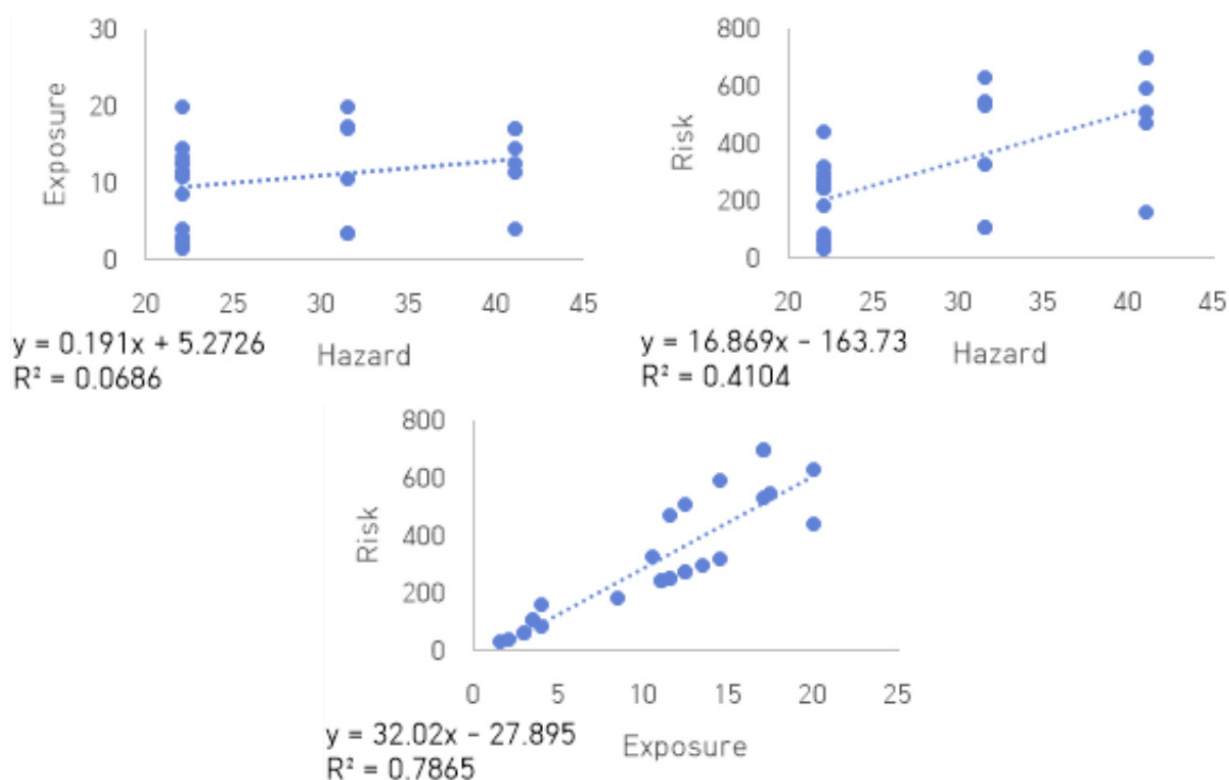 30
20
10
0
Exposure
20 25 30 35 40 45
Hazard
y = 0.191x + 5.2726
R² = 0.0686
800
600
400
200
0
Risk
20 25 30 35 40 45
Hazard
y = 16.869x - 163.73
R² = 0.4104
800
600
400
200
0
Risk
0 5 10 15 20 25
Exposure
y = 32.02x - 27.895
R² = 0.7865